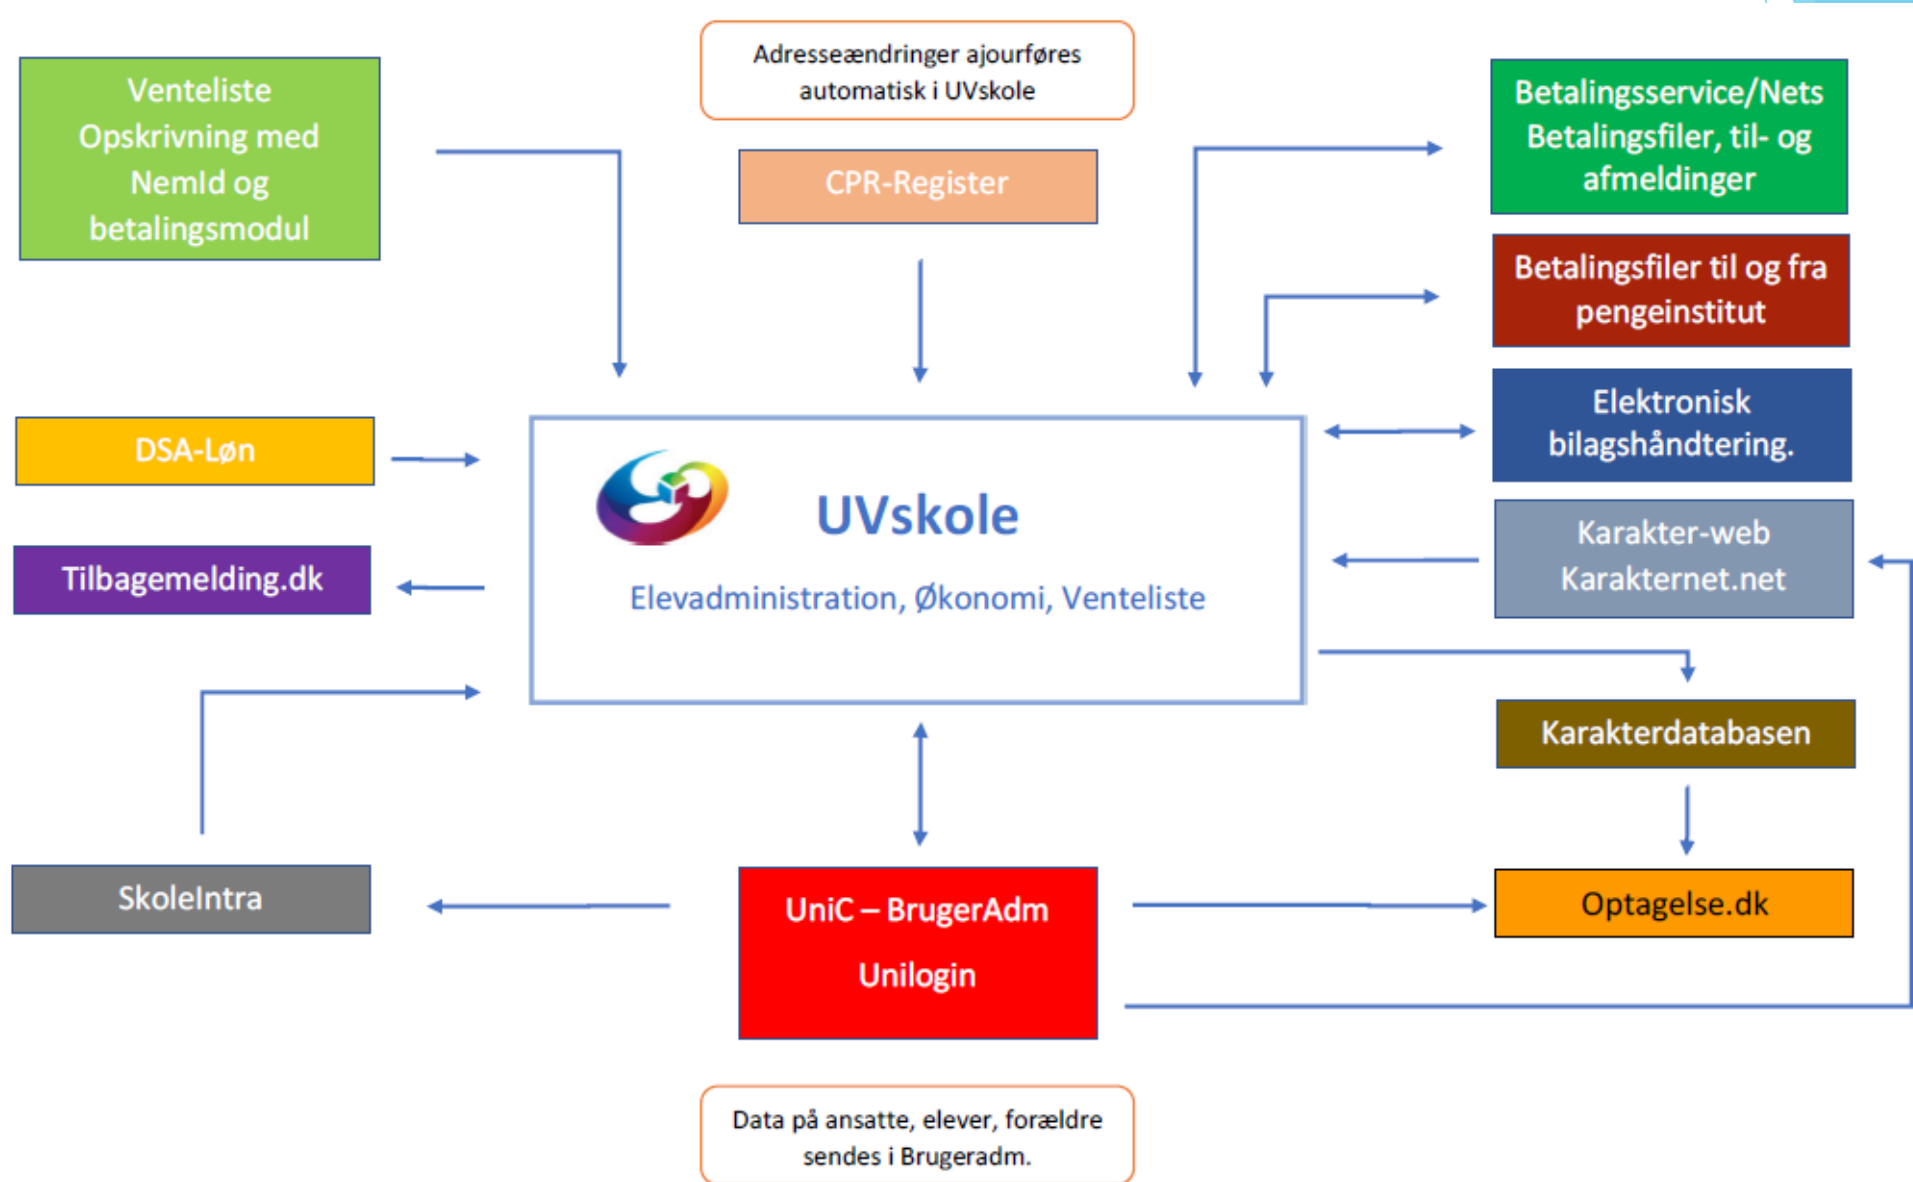 Adresseændringer ajourføres
automatisk i UVskole
Venteliste
Opskrivning med
NemId og
betalingsmodul
CPR-Register
Betalingsservice/Nets
Betalingsfiler, til- og
afmeldinger
Betalingsfiler til og fra
pengeinstitut
DSA-Løn
Elektronisk
bilagshåndtering.
UVskole
Elevadministration, Økonomi, Venteliste
Tilbagemelding.dk
Karakter-web
Karakternet.net
Karakterdatabasen
SkoleIntra
UniC – BrugerAdm
Unilogin
Optagelse.dk
Data på ansatte, elever, forældre
sendes i Brugeradm.